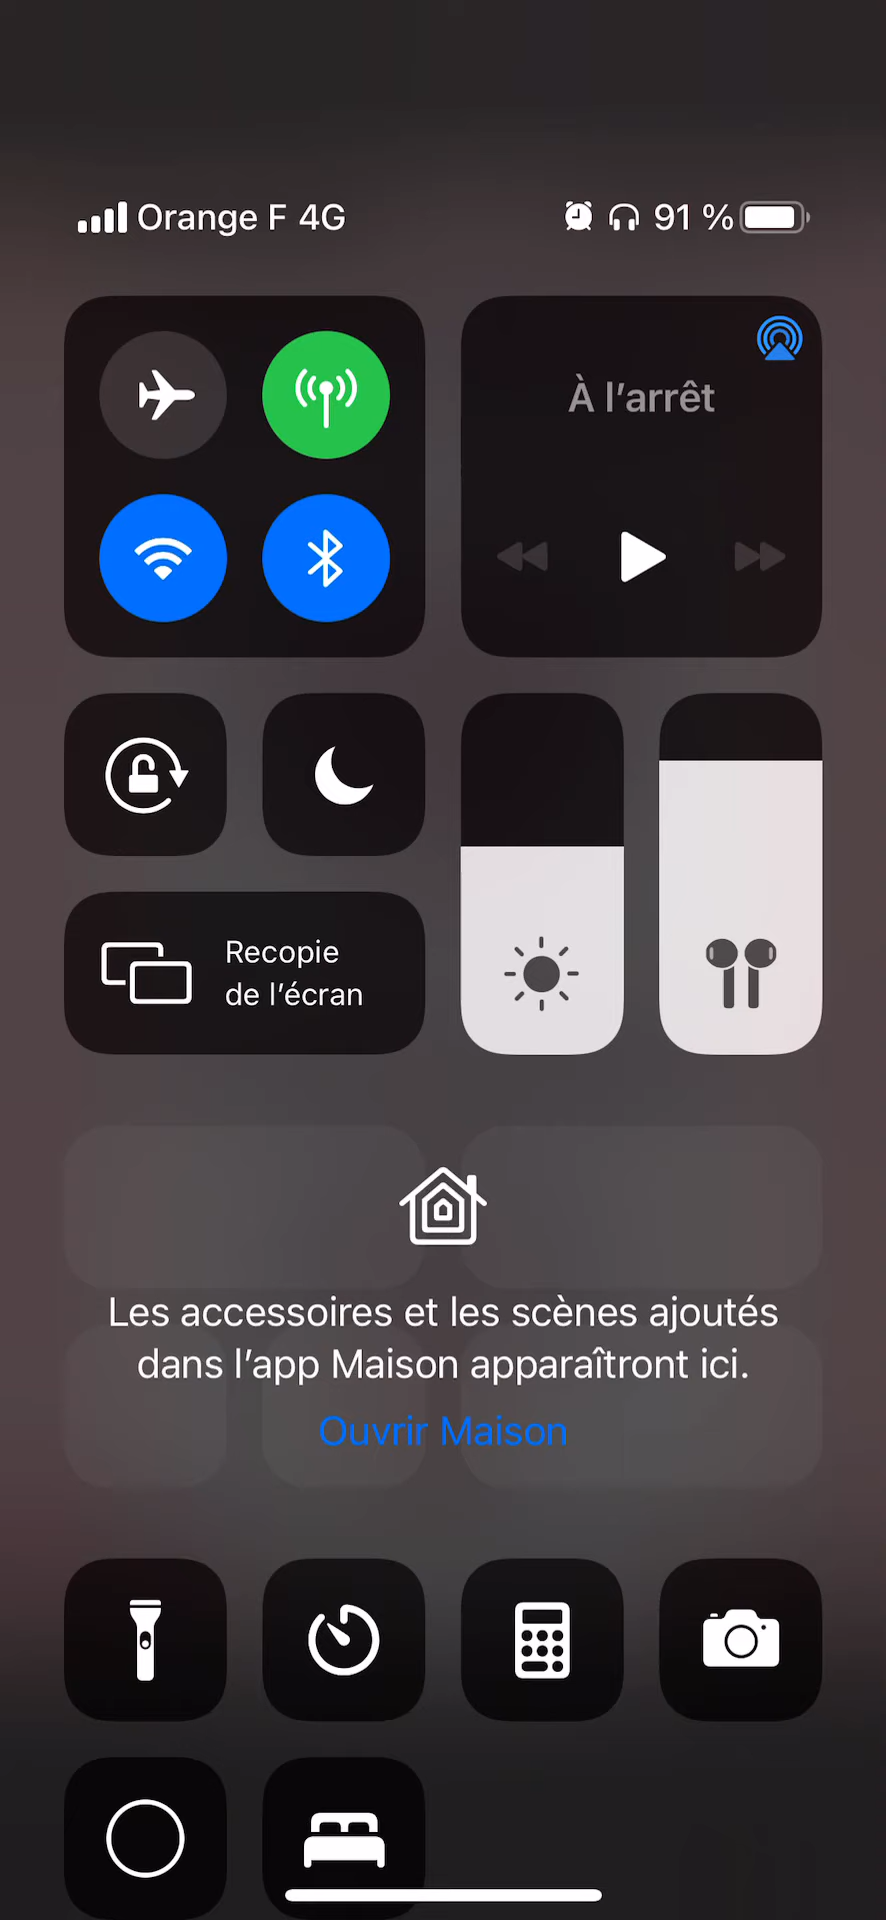 Orange F 4G
91 %
À l’arrêt
Recopie
de l’écran
Les accessoires et les scènes ajoutés
dans l’app Maison apparaîtront ici.
Ouvrir Maison